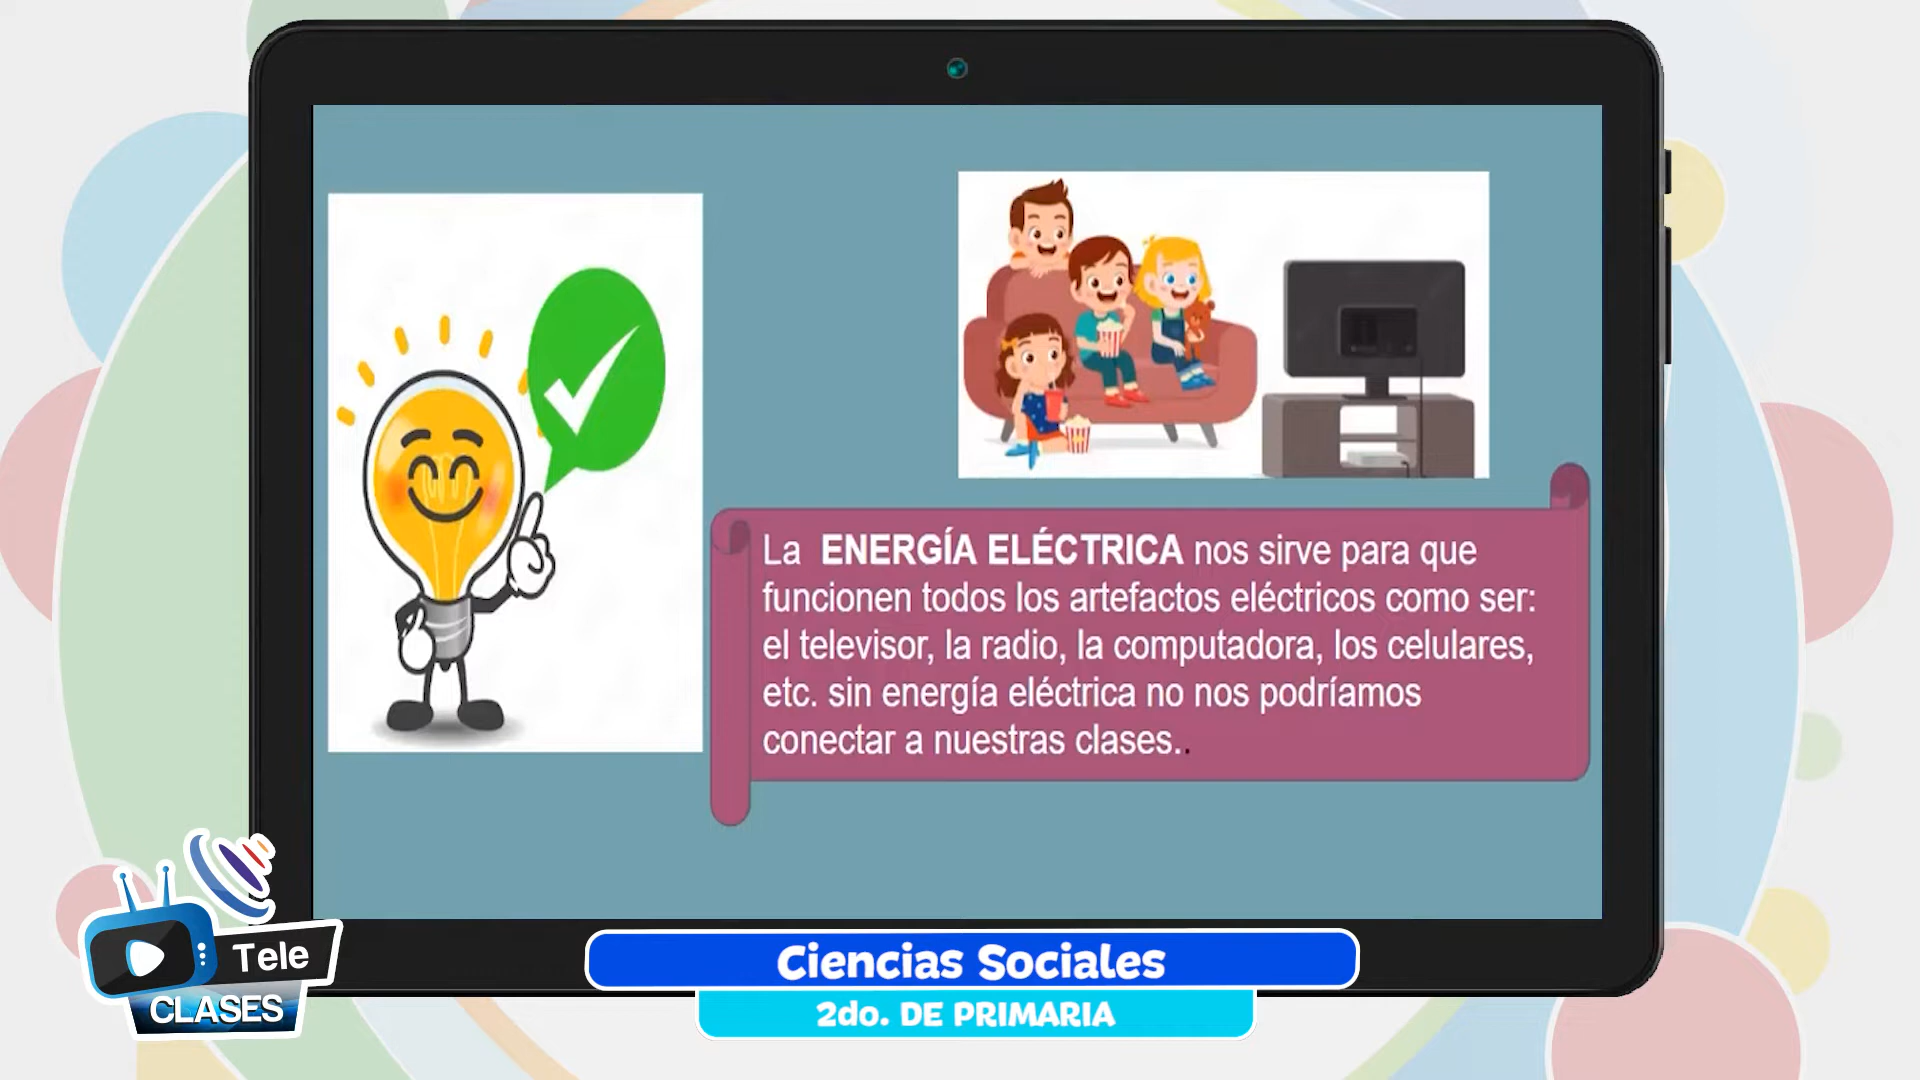 La ENERGÍA ELÉCTRICA nos sirve para que
funcionen todos los artefactos eléctricos como ser:
el televisor, la radio, la computadora, los celulares,
etc. sin energía eléctrica no nos podríamos
conectar a nuestras clases..
Tele
CLASES
Ciencias Sociales
2do. DE PRIMARIA